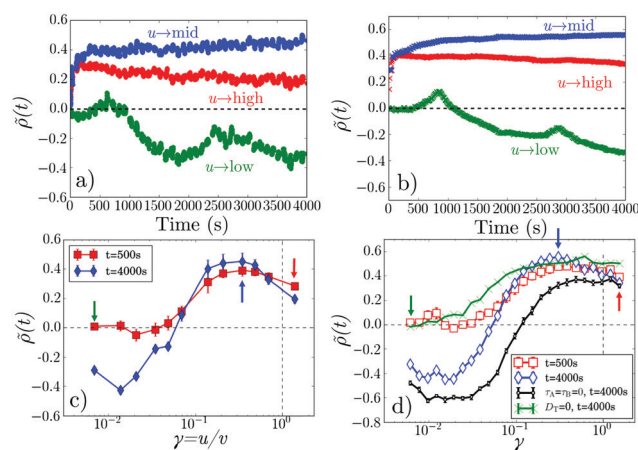 0.6
0.4
0.2
0.0
−0.2
−0.4
−0.6
ρ̃(t)
u→mid
u→high
u→low
a)
0 500 1000 1500 2000 2500 3000 3500 4000
Time (s)
0.6
0.4
0.2
0.0
−0.2
−0.4
−0.6
ρ̃(t)
u→mid
u→high
u→low
b)
0 500 1000 1500 2000 2500 3000 3500 4000
Time (s)
0.6
0.4
0.2
0.0
−0.2
−0.4
−0.6
ρ̃(t)
t=500s
t=4000s
c)
10⁻² 10⁻¹ 10⁰
γ=u/v
0.6
0.4
0.2
0.0
−0.2
−0.4
−0.6
−0.8
ρ̃(t)
t=500s
t=4000s
τA=τB=0, t=4000s
DT=0, t=4000s
d)
10⁻² 10⁻¹ 10⁰
γ